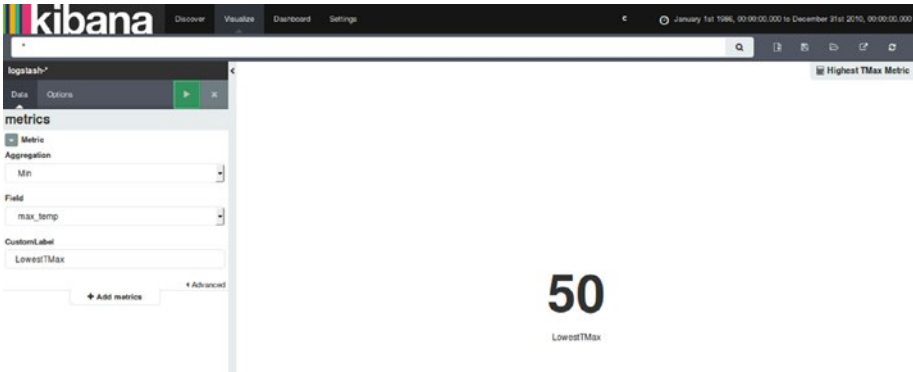 kibana
Discover Visualize Dashboard Settings
January 1st 1986, 00:00:00.000 to December 31st 2010, 00:00:00.000
*
logstash-*
Highest TMax Metric
Data Options
metrics
Metric
Aggregation
Min
Field
max_temp
CustomLabel
LowestTMax
Advanced
+ Add metrics
50
LowestTMax